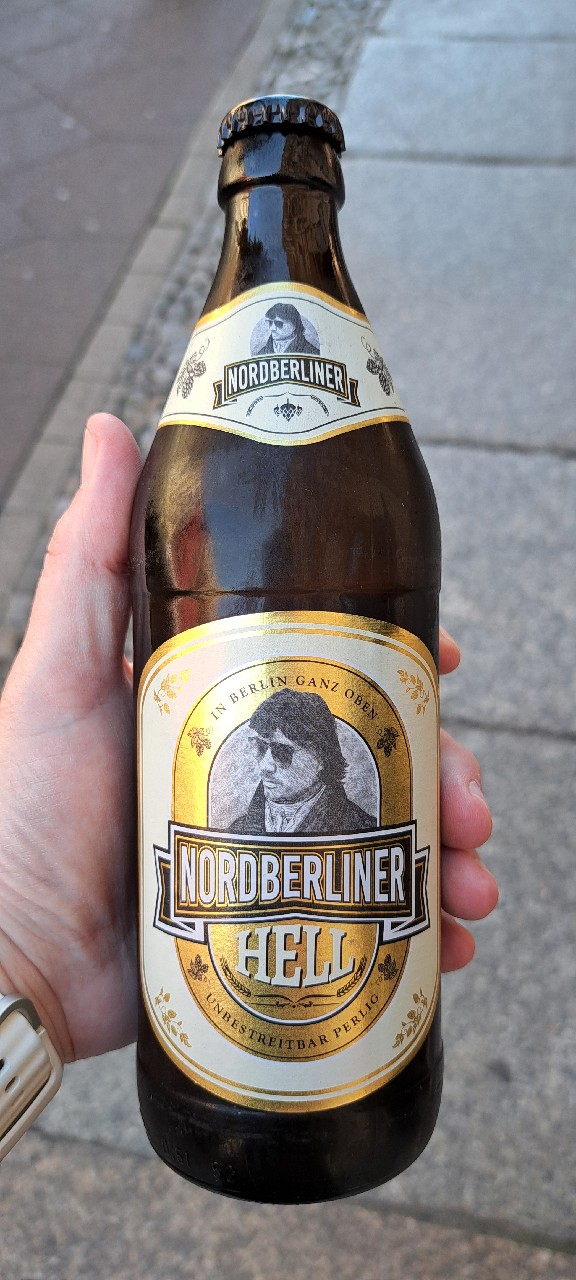 NORDBERLINER
IN BERLIN GANZ OBEN
NORDBERLINER
HELL
UNBESTREITBAR PERLIG